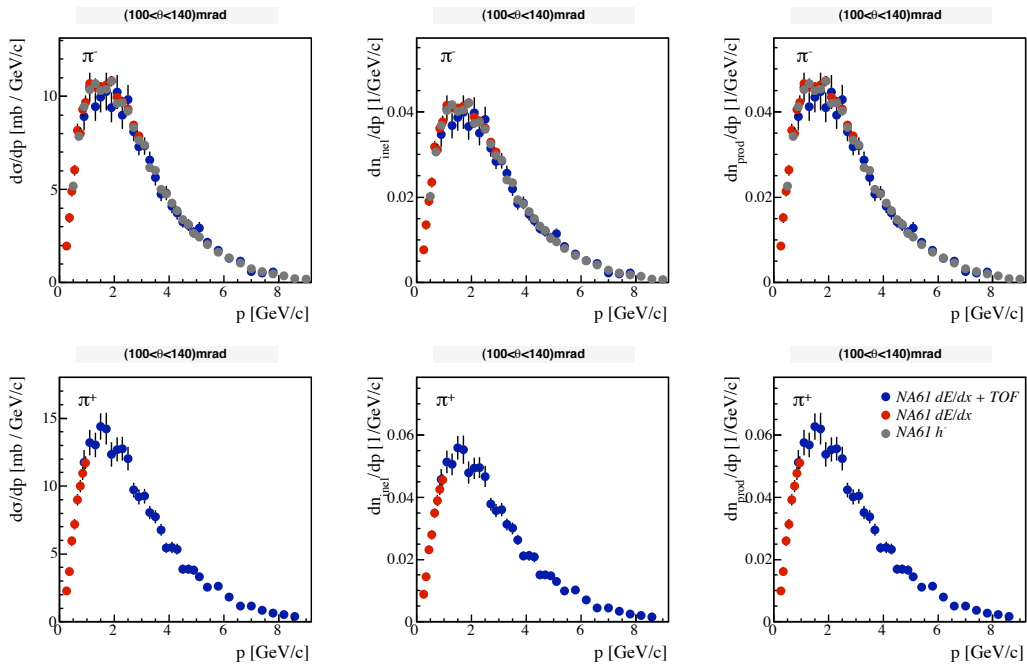 (100<θ<140)mrad
π⁻
dσ/dp [mb / GeV/c]
10
5
0
0 2 4 6 8
p [GeV/c]
(100<θ<140)mrad
π⁻
dn_inel/dp [1/GeV/c]
0.04
0.02
0
0 2 4 6 8
p [GeV/c]
(100<θ<140)mrad
π⁻
dn_prod/dp [1/GeV/c]
0.04
0.02
0
0 2 4 6 8
p [GeV/c]
(100<θ<140)mrad
π⁺
dσ/dp [mb / GeV/c]
15
10
5
0
0 2 4 6 8
p [GeV/c]
(100<θ<140)mrad
π⁺
dn_inel/dp [1/GeV/c]
0.06
0.04
0.02
0
0 2 4 6 8
p [GeV/c]
(100<θ<140)mrad
π⁺
NA61 dE/dx + TOF
NA61 dE/dx
NA61 h⁻
dn_prod/dp [1/GeV/c]
0.06
0.04
0.02
0
0 2 4 6 8
p [GeV/c]